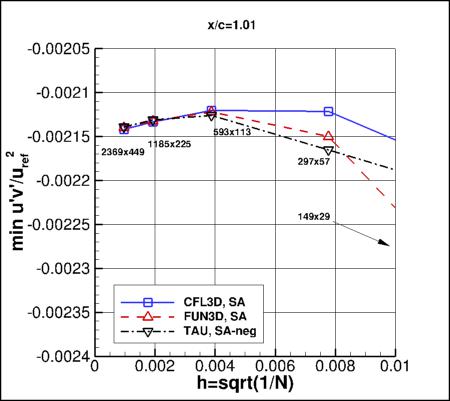 x/c=1.01
-0.00205
-0.0021
-0.00215
-0.0022
-0.00225
-0.0023
-0.00235
-0.0024
min u'v'/u_ref^2
2369x449
1185x225
593x113
297x57
149x29
CFL3D, SA
FUN3D, SA
TAU, SA-neg
0 0.002 0.004 0.006 0.008 0.01
h=sqrt(1/N)